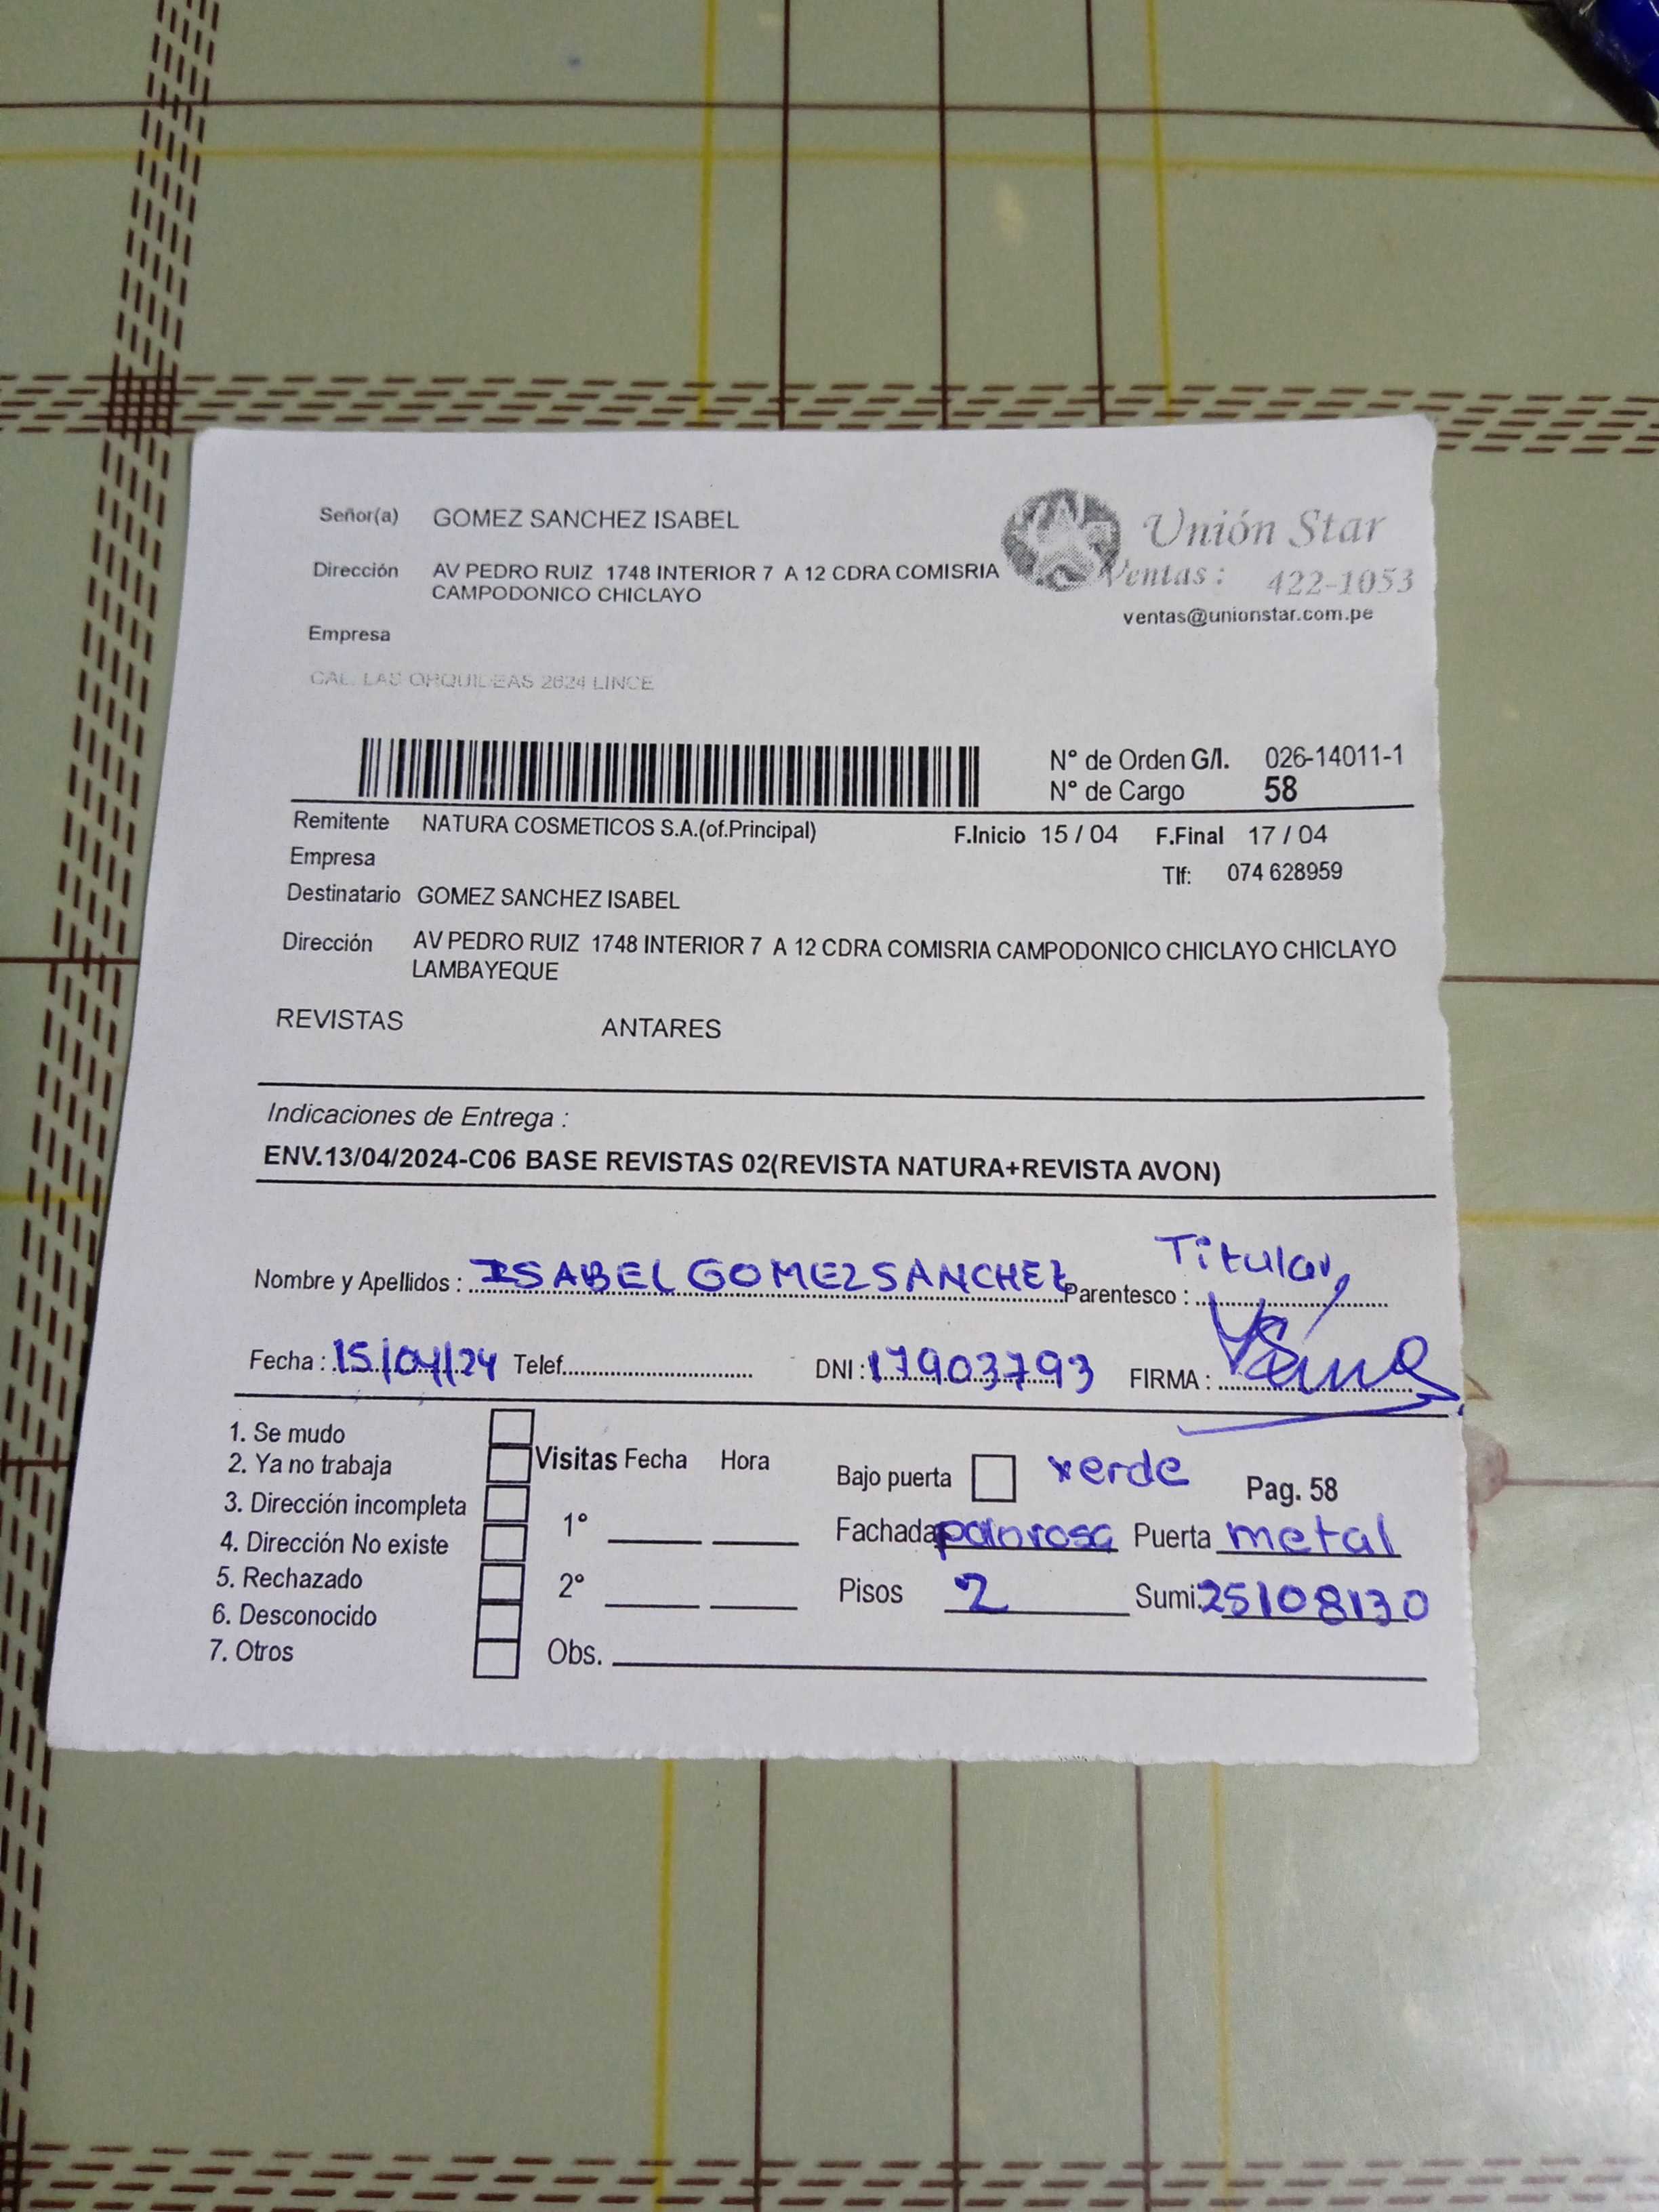 Señor(a) GOMEZ SANCHEZ ISABEL
Unión Star
Dirección AV PEDRO RUIZ 1748 INTERIOR 7 A 12 CDRA COMISRIA
CAMPODONICO CHICLAYO
Ventas : 422-1053
ventas@unionstar.com.pe
Empresa
CAL. LAS ORQUILEAS 2624 LINCE
N° de Orden G/I. 026-14011-1
N° de Cargo 58
Remitente NATURA COSMETICOS S.A.(of.Principal) F.Inicio 15 / 04 F.Final 17 / 04
Empresa
Tlf: 074 628959
Destinatario GOMEZ SANCHEZ ISABEL
Dirección AV PEDRO RUIZ 1748 INTERIOR 7 A 12 CDRA COMISRIA CAMPODONICO CHICLAYO CHICLAYO
LAMBAYEQUE
REVISTAS ANTARES
Indicaciones de Entrega :
ENV.13/04/2024-C06 BASE REVISTAS 02(REVISTA NATURA+REVISTA AVON)
Nombre y Apellidos : ISABEL GOMEZ SANCHEZ Parentesco : Titular
Fecha : 15/04/24 Telef. DNI : 17903793 FIRMA :
1. Se mudo
2. Ya no trabaja
3. Dirección incompleta
4. Dirección No existe
5. Rechazado
6. Desconocido
7. Otros
Visitas Fecha Hora
1°
2°
Obs.
Bajo puerta verde Pag. 58
Fachada palorosa Puerta metal
Pisos 2 Sumi. 25108130